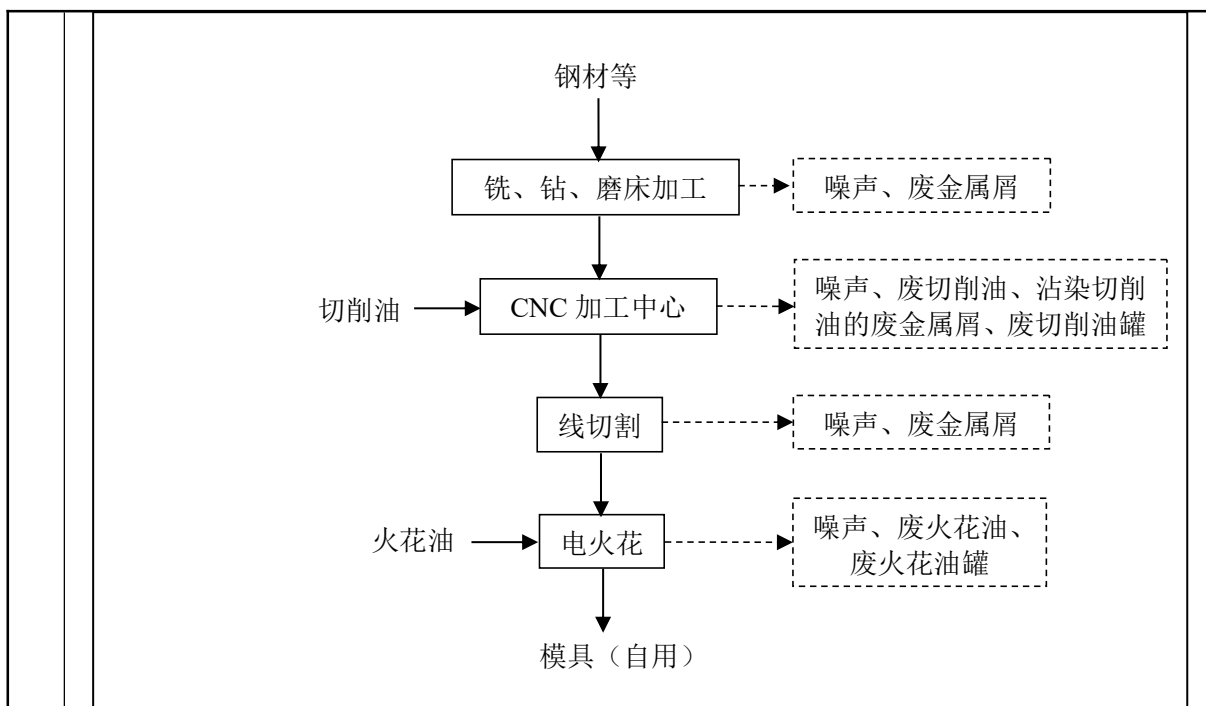 钢材等
铣、钻、磨床加工
噪声、废金属屑
切削油
CNC 加工中心
噪声、废切削油、沾染切削
油的废金属屑、废切削油罐
线切割
噪声、废金属屑
火花油
电火花
噪声、废火花油、
废火花油罐
模具（自用）